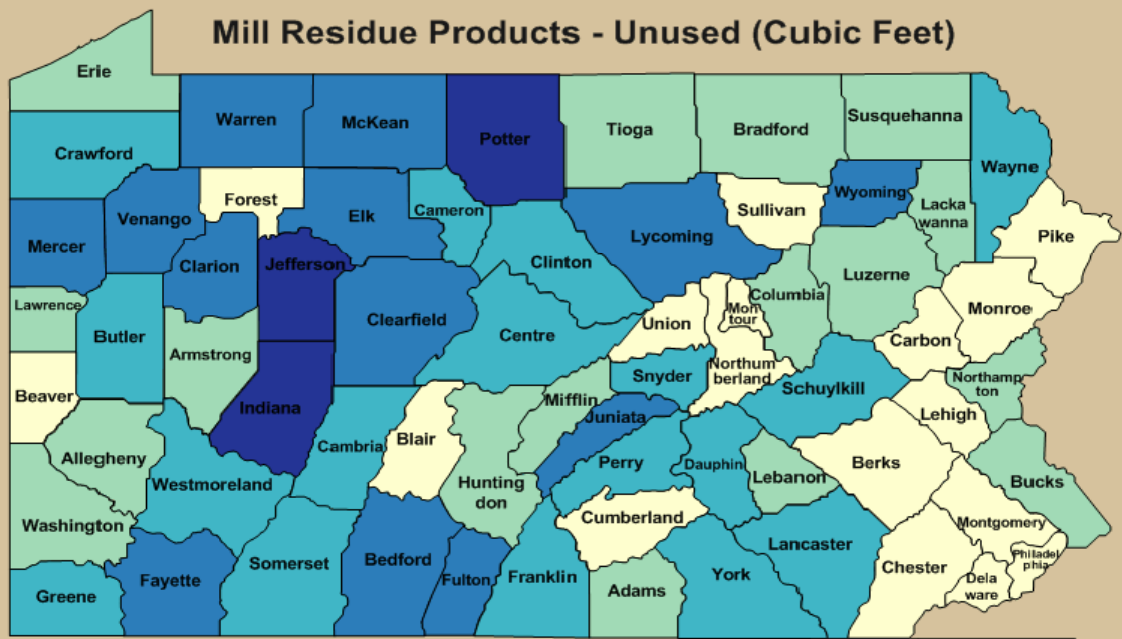 Mill Residue Products - Unused (Cubic Feet)
Erie
Warren
McKean
Potter
Tioga
Bradford
Susquehanna
Crawford
Wayne
Forest
Venango
Elk
Cameron
Sullivan
Wyoming
Lacka
wanna
Mercer
Clarion
Jefferson
Clinton
Lycoming
Luzerne
Pike
Lawrence
Butler
Armstrong
Clearfield
Centre
Union
Mon
tour
Columbia
Monroe
Carbon
Beaver
Indiana
Snyder
Northum
berland
Schuylkill
Northamp
ton
Lehigh
Allegheny
Westmoreland
Cambria
Blair
Hunting
don
Mifflin
Juniata
Perry
Dauphin
Lebanon
Berks
Bucks
Washington
Cumberland
Montgomery
Greene
Fayette
Somerset
Bedford
Fulton
Franklin
Adams
York
Lancaster
Chester
Dela
ware
Philadel
phia